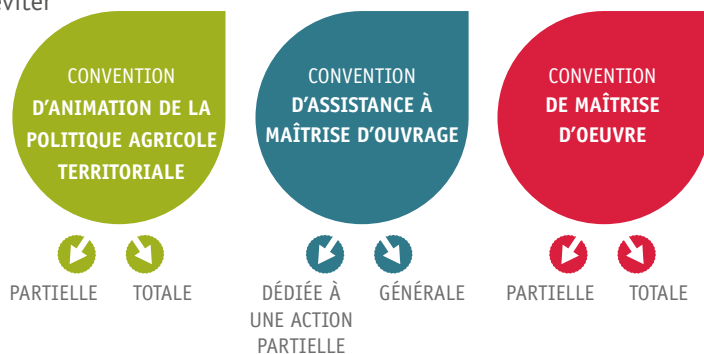 éviter
CONVENTION
D'ANIMATION DE LA
POLITIQUE AGRICOLE
TERRITORIALE
PARTIELLE
TOTALE
CONVENTION
D'ASSISTANCE À
MAÎTRISE D'OUVRAGE
DÉDIÉE À
UNE ACTION
PARTIELLE
GÉNÉRALE
CONVENTION
DE MAÎTRISE
D'OEUVRE
PARTIELLE
TOTALE